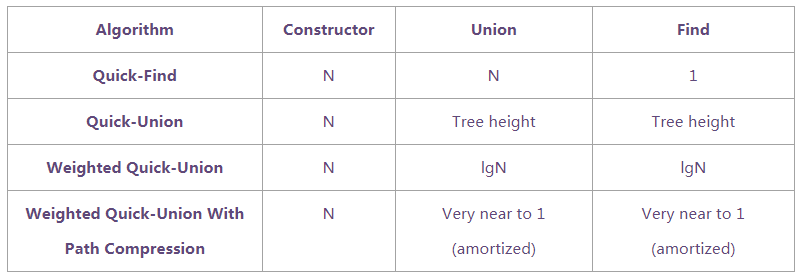 Algorithm Constructor Union Find
Quick-Find N N 1
Quick-Union N Tree height Tree height
Weighted Quick-Union N lgN lgN
Weighted Quick-Union With N Very near to 1 Very near to 1
Path Compression (amortized) (amortized)